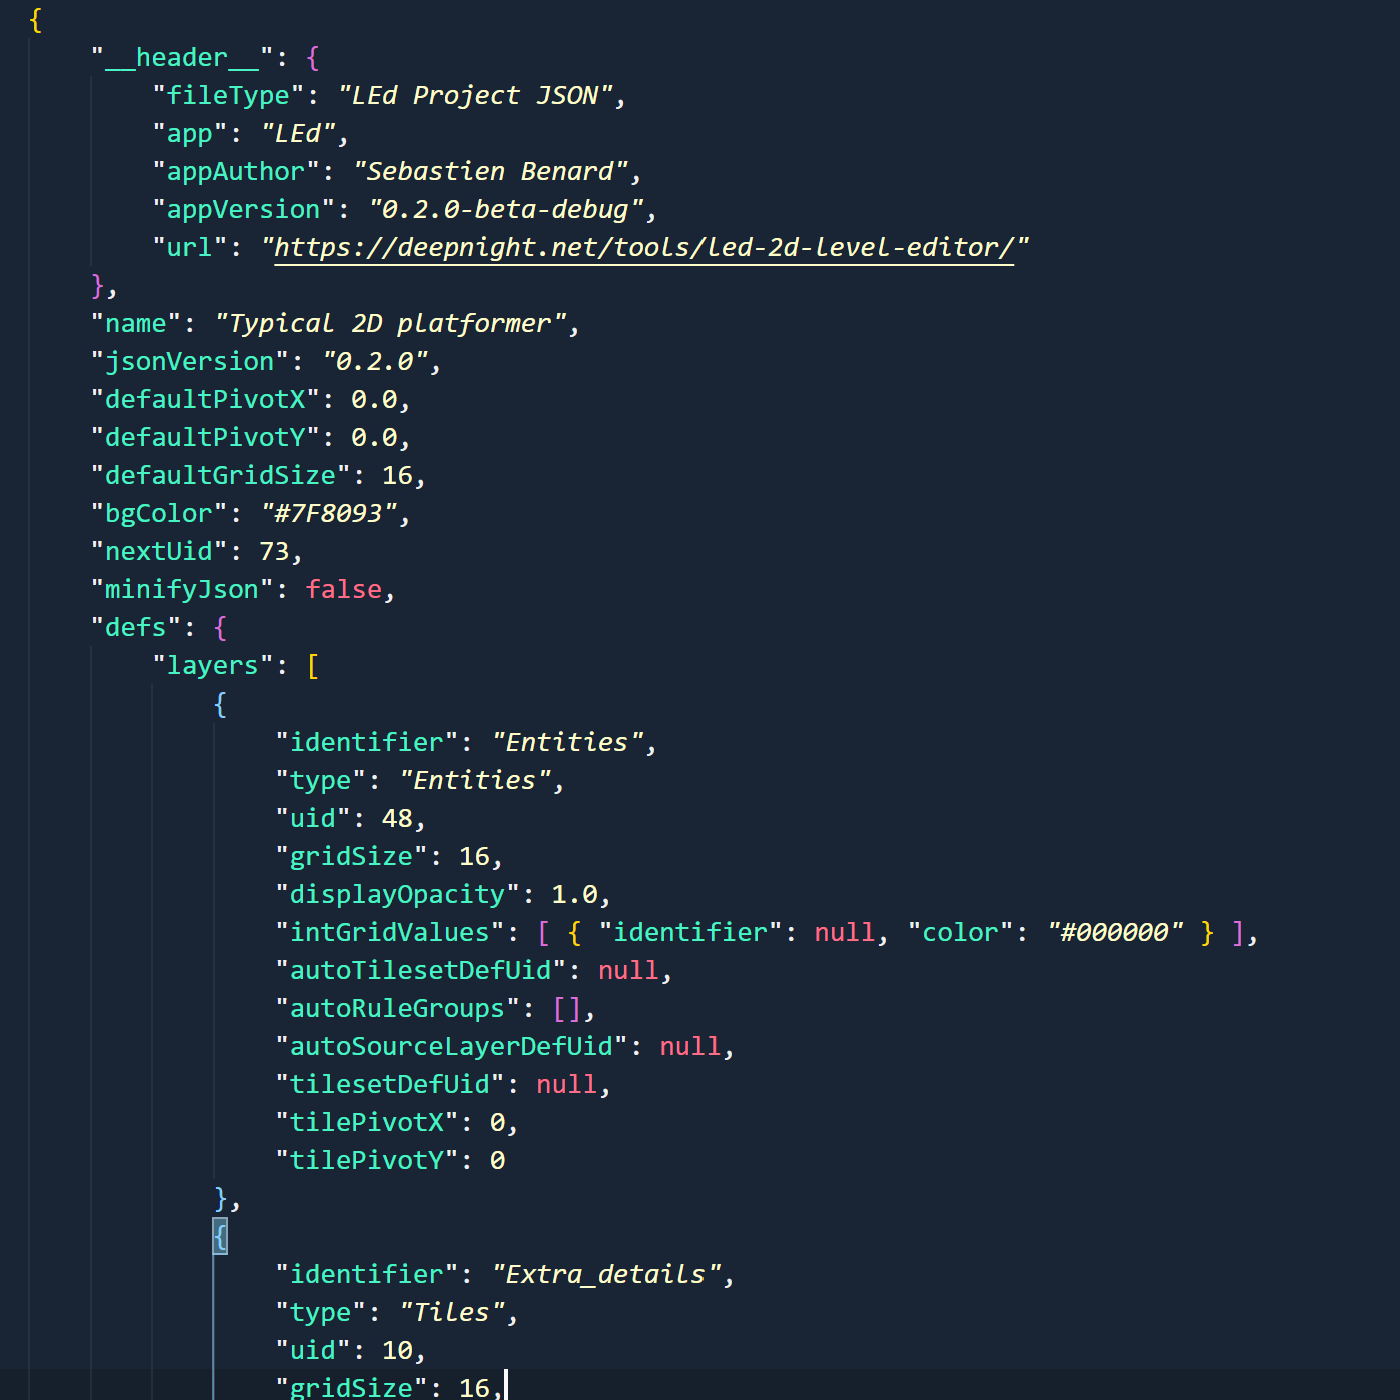 {
    "__header__": {
        "fileType": "LEd Project JSON",
        "app": "LEd",
        "appAuthor": "Sebastien Benard",
        "appVersion": "0.2.0-beta-debug",
        "url": "https://deepnight.net/tools/led-2d-level-editor/"
    },
    "name": "Typical 2D platformer",
    "jsonVersion": "0.2.0",
    "defaultPivotX": 0.0,
    "defaultPivotY": 0.0,
    "defaultGridSize": 16,
    "bgColor": "#7F8093",
    "nextUid": 73,
    "minifyJson": false,
    "defs": {
        "layers": [
            {
                "identifier": "Entities",
                "type": "Entities",
                "uid": 48,
                "gridSize": 16,
                "displayOpacity": 1.0,
                "intGridValues": [ { "identifier": null, "color": "#000000" } ],
                "autoTilesetDefUid": null,
                "autoRuleGroups": [],
                "autoSourceLayerDefUid": null,
                "tilesetDefUid": null,
                "tilePivotX": 0,
                "tilePivotY": 0
            },
            {
                "identifier": "Extra_details",
                "type": "Tiles",
                "uid": 10,
                "gridSize": 16,